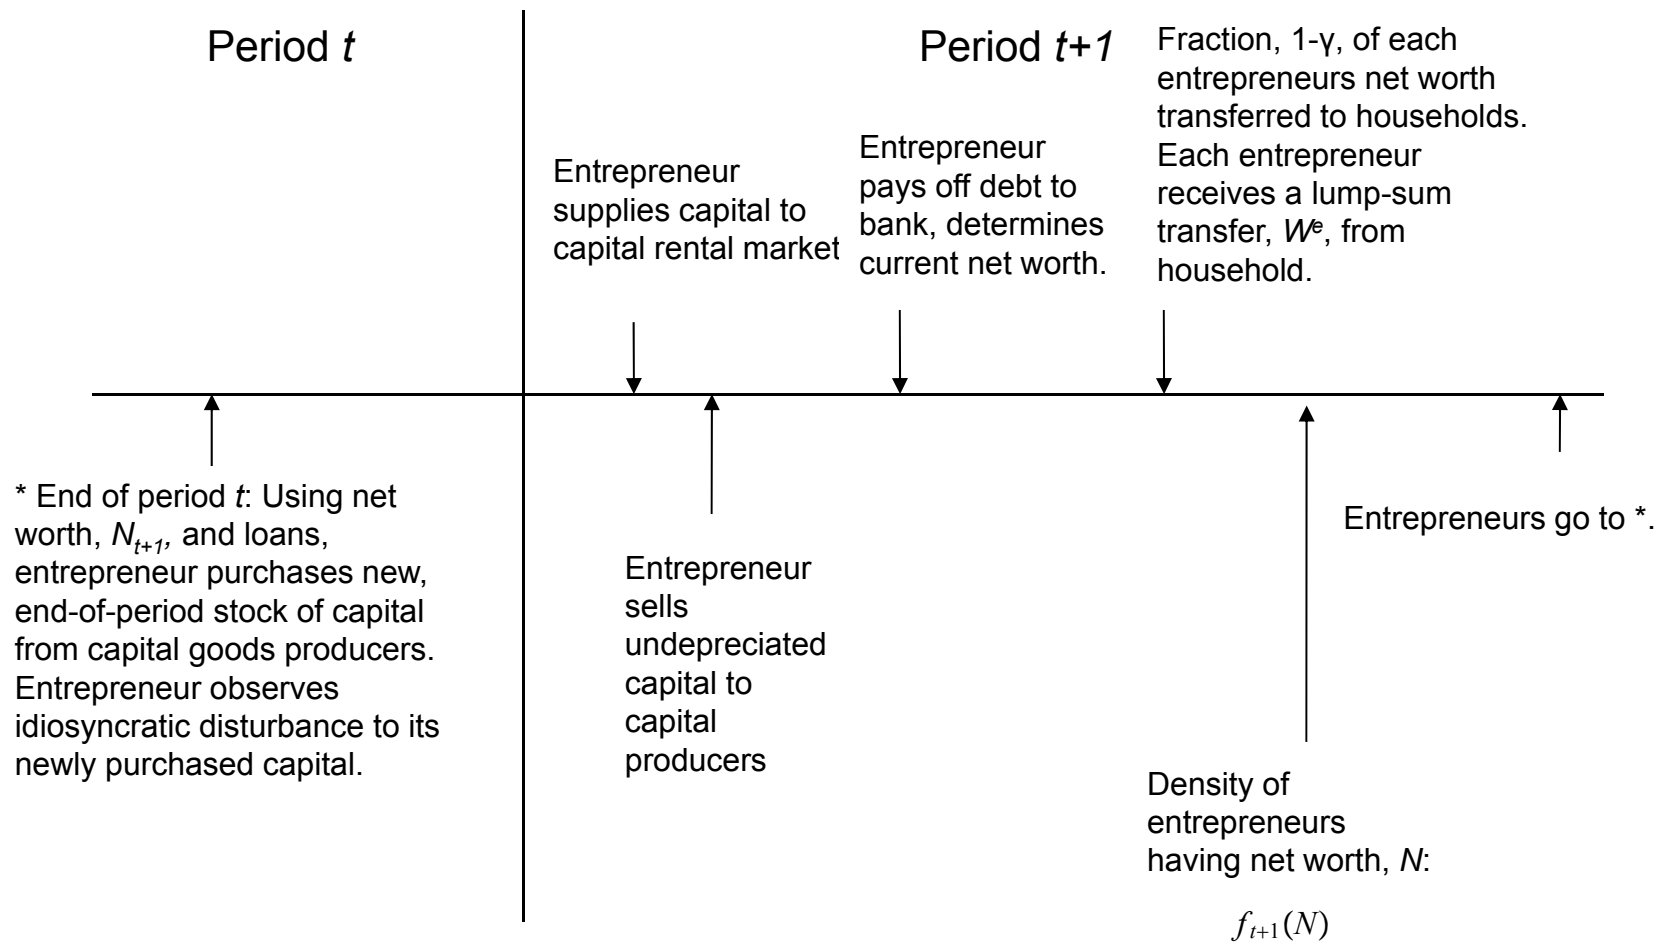 Period t
Period t+1
Fraction, 1-γ, of each
entrepreneurs net worth
transferred to households.
Each entrepreneur
receives a lump-sum
transfer, Wᵉ, from
household.
Entrepreneur
supplies capital to
capital rental market
Entrepreneur
pays off debt to
bank, determines
current net worth.
* End of period t: Using net
worth, Nₜ₊₁, and loans,
entrepreneur purchases new,
end-of-period stock of capital
from capital goods producers.
Entrepreneur observes
idiosyncratic disturbance to its
newly purchased capital.
Entrepreneur
sells
undepreciated
capital to
capital
producers
Entrepreneurs go to *.
Density of
entrepreneurs
having net worth, N:
fₜ₊₁(N)